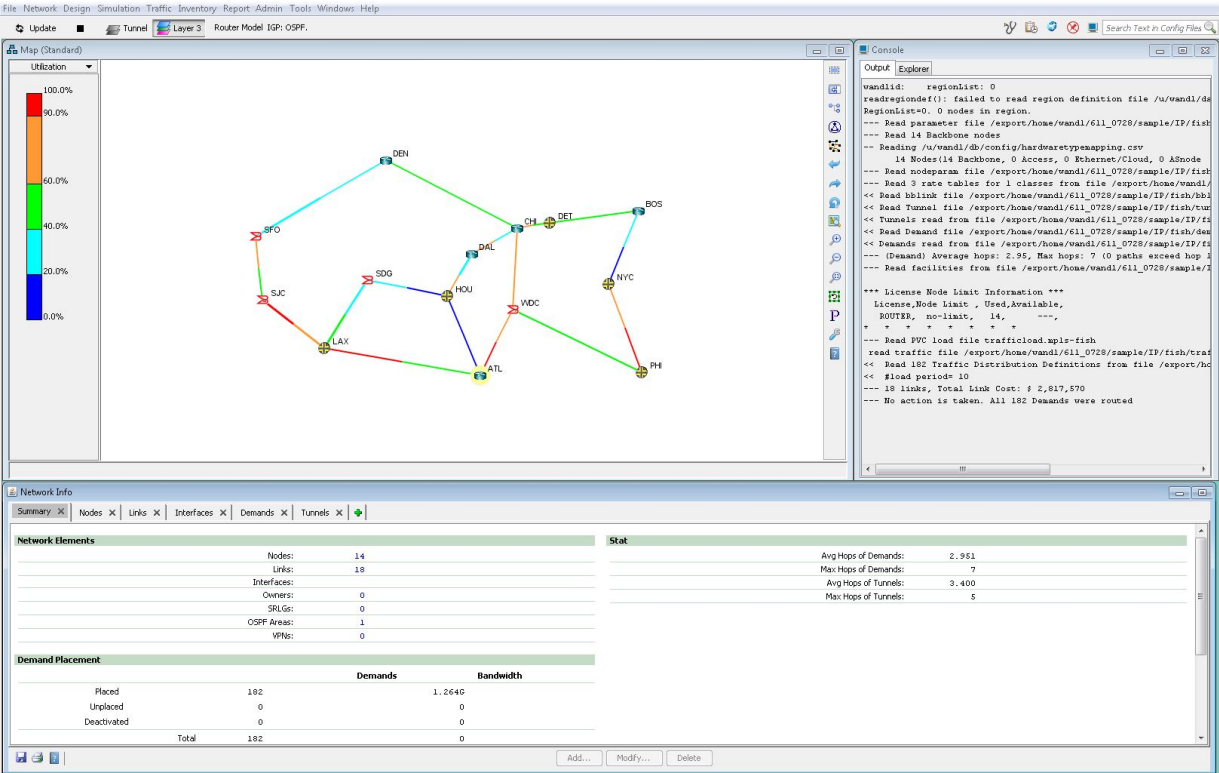 File Network Design Simulation Traffic Inventory Report Admin Tools Windows Help
Update Tunnel Layer 3 Router Model IGP: OSPF. Search Text in Config Files
Map (Standard)
Utilization
100.0%
90.0%
60.0%
40.0%
20.0%
0.0%
DEN
BOS
CHI
DET
SFO
DAL
SDG
NYC
HOU
SJC
WDC
LAX
ATL
PHI
Console
Output Explorer
wandlid: regionList: 0
readregiondef(): failed to read region definition file /u/wandl/da
RegionList=0. 0 nodes in region.
--- Read parameter file /export/home/wandl/611_0728/sample/IP/fish
--- Read 14 Backbone nodes
-- Reading /u/wandl/db/config/hardwaretypemapping.csv
14 Nodes(14 Backbone, 0 Access, 0 Ethernet/Cloud, 0 ASnode
--- Read nodeparam file /export/home/wandl/611_0728/sample/IP/fish
--- Read 3 rate tables for 1 classes from file /export/home/wandl/
<< Read bblink file /export/home/wandl/611_0728/sample/IP/fish/bbl
<< Read Tunnel file /export/home/wandl/611_0728/sample/IP/fish/tun
<< Tunnels read from file /export/home/wandl/611_0728/sample/IP/fi
<< Read Demand file /export/home/wandl/611_0728/sample/IP/fish/dem
<< Demands read from file /export/home/wandl/611_0728/sample/IP/fi
--- (Demand) Average hops: 2.95, Max hops: 7 (0 paths exceed hop l
--- Read facilities from file /export/home/wandl/611_0728/sample/I
*** License Node Limit Information ***
License,Node Limit , Used,Available,
ROUTER, no-limit, 14, ---,
* * * * * * *
--- Read PVC load file trafficload.mpls-fish
read traffic file /export/home/wandl/611_0728/sample/IP/fish/traf
<< Read 182 Traffic Distribution Definitions from file /export/ho
<< #load period= 10
--- 18 links, Total Link Cost: $ 2,817,570
--- No action is taken. All 182 Demands were routed
Network Info
Summary Nodes Links Interfaces Demands Tunnels
Network Elements
Nodes: 14
Links: 18
Interfaces:
Owners: 0
SRLGs: 0
OSPF Areas: 1
VPNs: 0
Demand Placement
Demands Bandwidth
Placed 182 1.264G
Unplaced 0 0
Deactivated 0 0
Total 182 0
Stat
Avg Hops of Demands: 2.951
Max Hops of Demands: 7
Avg Hops of Tunnels: 3.400
Max Hops of Tunnels: 5
Add... Modify... Delete